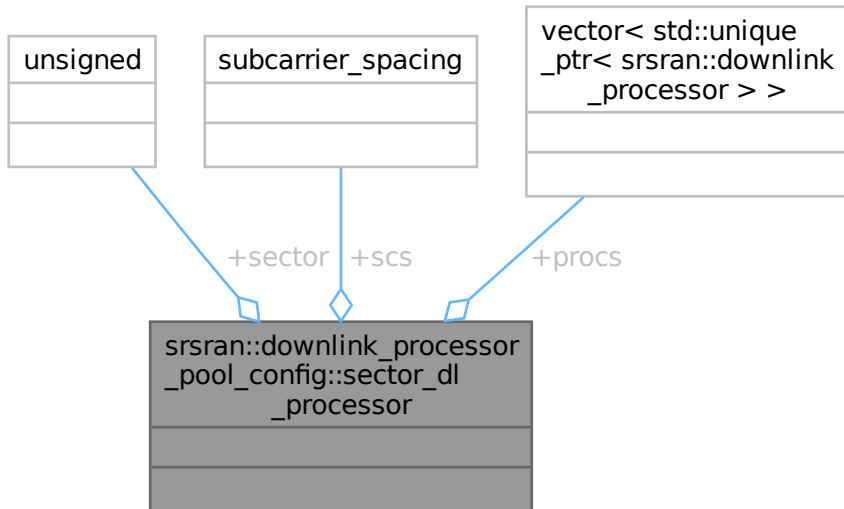 unsigned
subcarrier_spacing
vector< std::unique
_ptr< srsran::downlink
_processor > >
+sector
+scs
+procs
srsran::downlink_processor
_pool_config::sector_dl
_processor